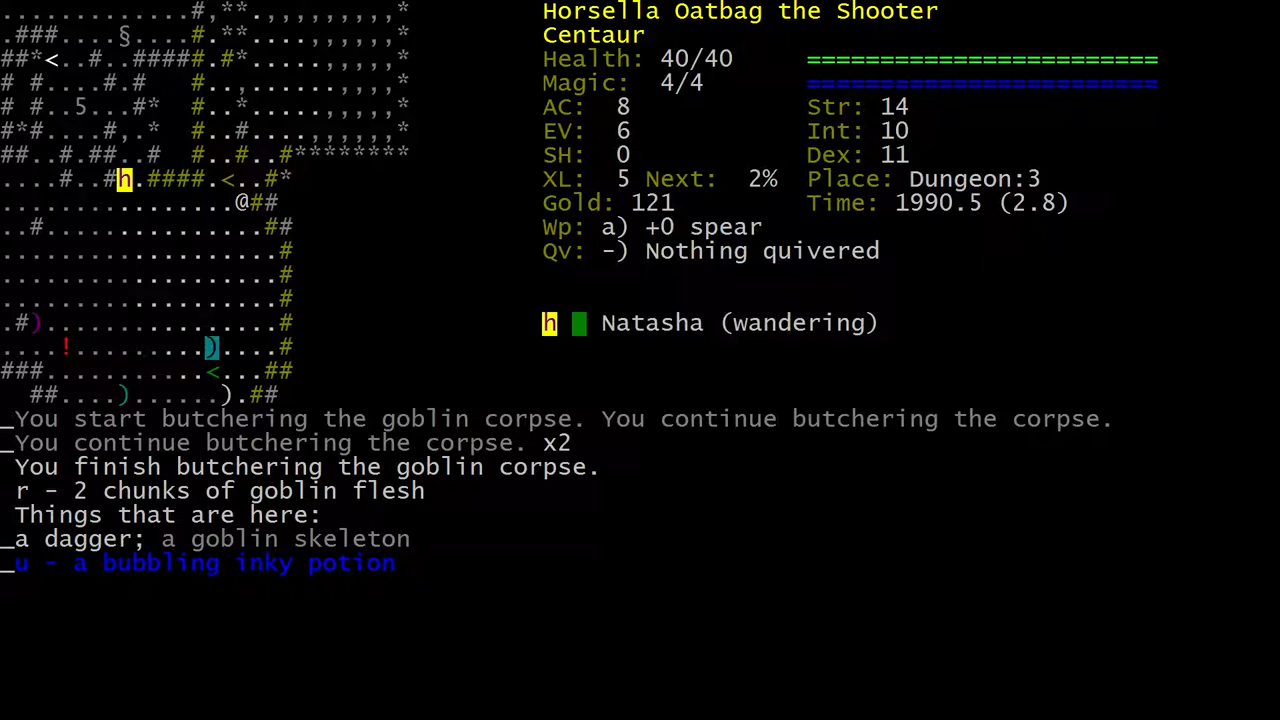 .............#,**.,,,,,,,,*
.###....§....#.**....,,,,,,*
##*<..#..####.#*.....,,,,,,*
# #....#.#   #..,......,,,,,*
# #..5...#*  #..*......,,,,,*
#*#....#,.*  #..#.....,,,,,,*
##..#.##..#  #..#..#********
....#..#h.####.<..#*
................@##
..#...............##
..................#
..................#
..................#
.#)...............#
....!.........)....#
###...........<...##
##....)......).##
Horsella Oatbag the Shooter
Centaur
Health: 40/40 ========================
Magic: 4/4 ========================
AC: 8 Str: 14
EV: 6 Int: 10
SH: 0 Dex: 11
XL: 5 Next: 2% Place: Dungeon:3
Gold: 121 Time: 1990.5 (2.8)
Wp: a) +0 spear
Qv: -) Nothing quivered
h Natasha (wandering)
_You start butchering the goblin corpse. You continue butchering the corpse.
_You continue butchering the corpse. x2
You finish butchering the goblin corpse.
r - 2 chunks of goblin flesh
Things that are here:
_a dagger; a goblin skeleton
_u - a bubbling inky potion